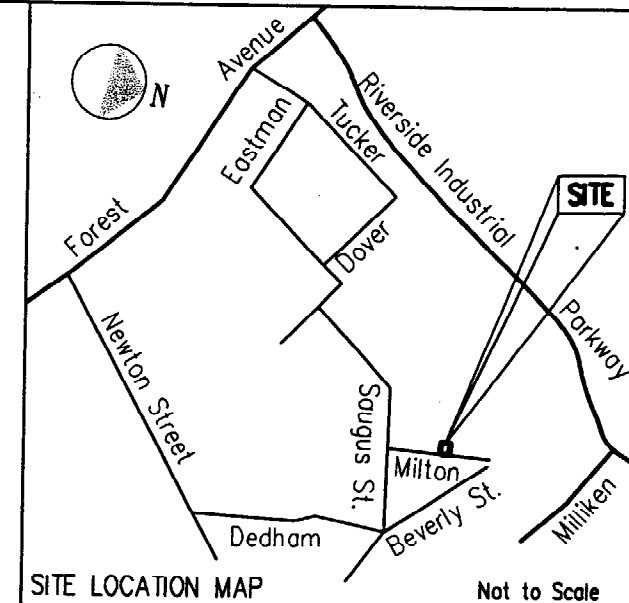 Avenue
N
Riverside Industrial
Parkway
Eastman
Tucker
SITE
Forest
Dover
Newton Street
Saugus St.
Milton
Beverly St.
Milliken
Dedham
SITE LOCATION MAP
Not to Scale